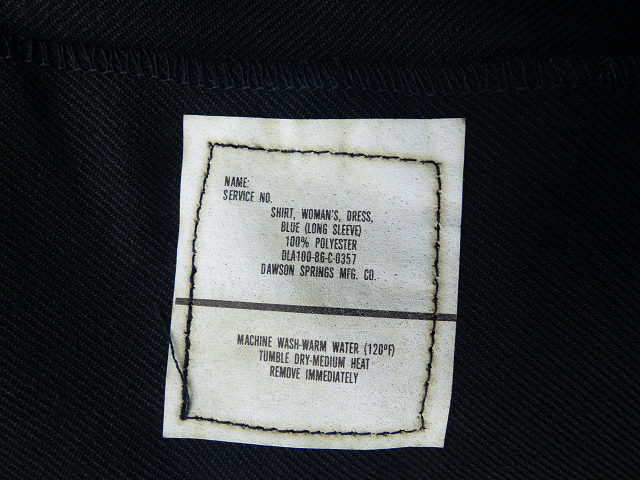 NAME:
SERVICE NO.
SHIRT, WOMAN'S, DRESS,
BLUE (LONG SLEEVE)
100% POLYESTER
DLA100-86-C-0357
DAWSON SPRINGS MFG. CO.
MACHINE WASH-WARM WATER (120ºF)
TUMBLE DRY-MEDIUM HEAT
REMOVE IMMEDIATELY